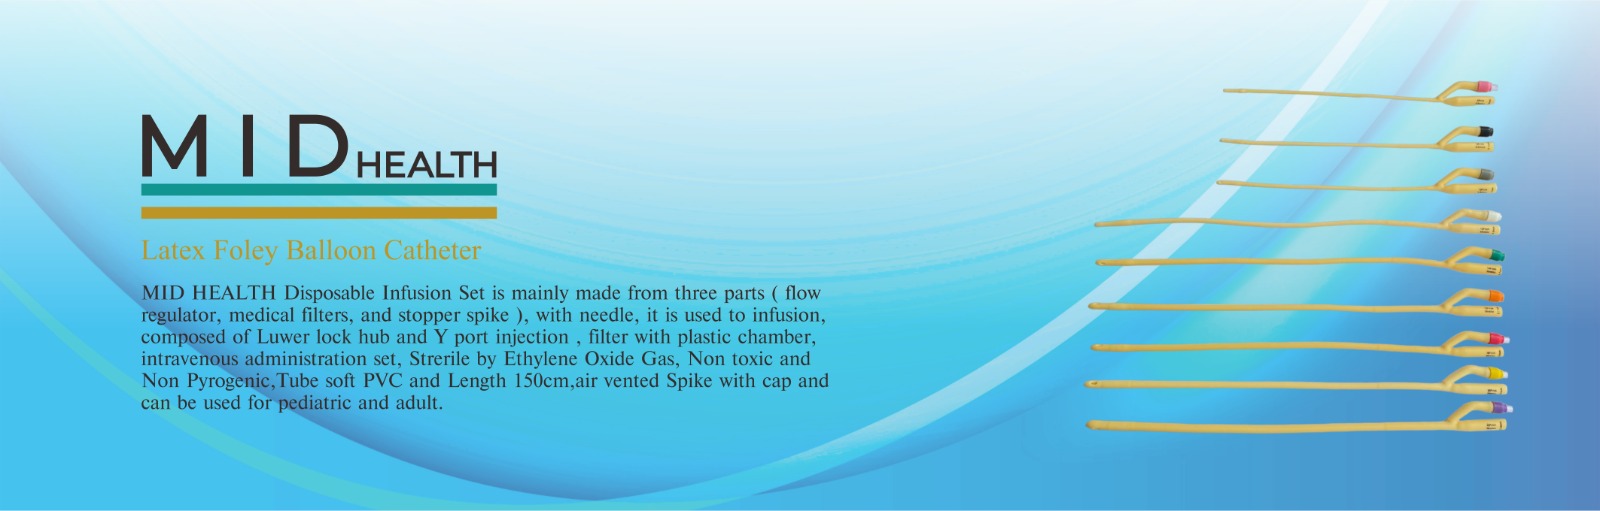 MID HEALTH
Latex Foley Balloon Catheter
MID HEALTH Disposable Infusion Set is mainly made from three parts ( flow
regulator, medical filters, and stopper spike ), with needle, it is used to infusion,
composed of Luwer lock hub and Y port injection , filter with plastic chamber,
intravenous administration set, Strerile by Ethylene Oxide Gas, Non toxic and
Non Pyrogenic,Tube soft PVC and Length 150cm,air vented Spike with cap and
can be used for pediatric and adult.